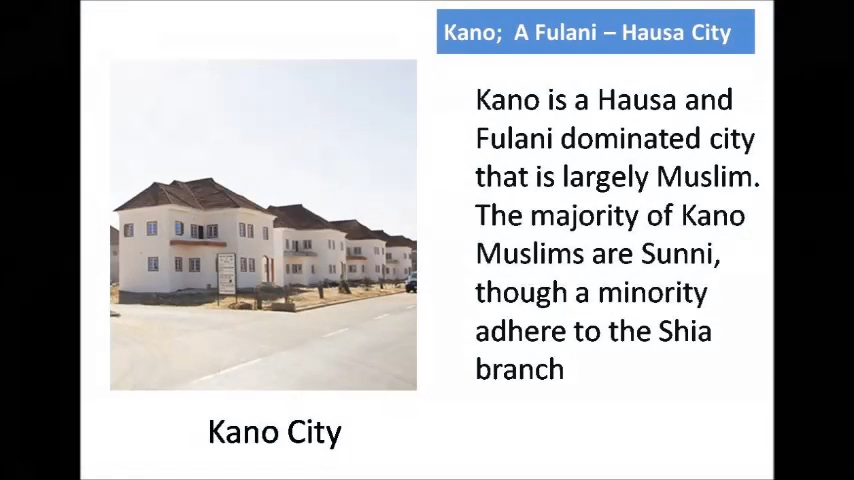 Kano;  A Fulani – Hausa City
Kano is a Hausa and
Fulani dominated city
that is largely Muslim.
The majority of Kano
Muslims are Sunni,
though a minority
adhere to the Shia
branch
Kano City